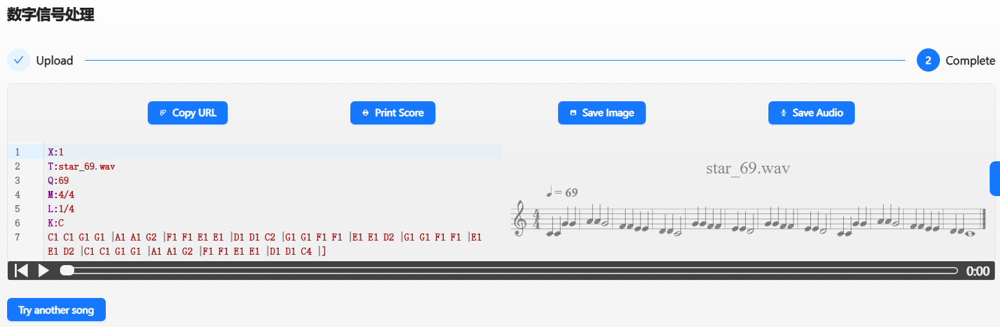 数字信号处理
Upload
2 Complete
Copy URL Print Score Save Image Save Audio
1 X:1
2 T:star_69.wav
3 Q:69
4 M:4/4
5 L:1/4
6 K:C
7 C1 C1 G1 G1 |A1 A1 G2 |F1 F1 E1 E1 |D1 D1 C2 |G1 G1 F1 F1 |E1 E1 D2 |G1 G1 F1 F1 |E1
E1 D2 |C1 C1 G1 G1 |A1 A1 G2 |F1 F1 E1 E1 |D1 D1 C4 |]
star_69.wav
♩ = 69
4
4
0:00
Try another song